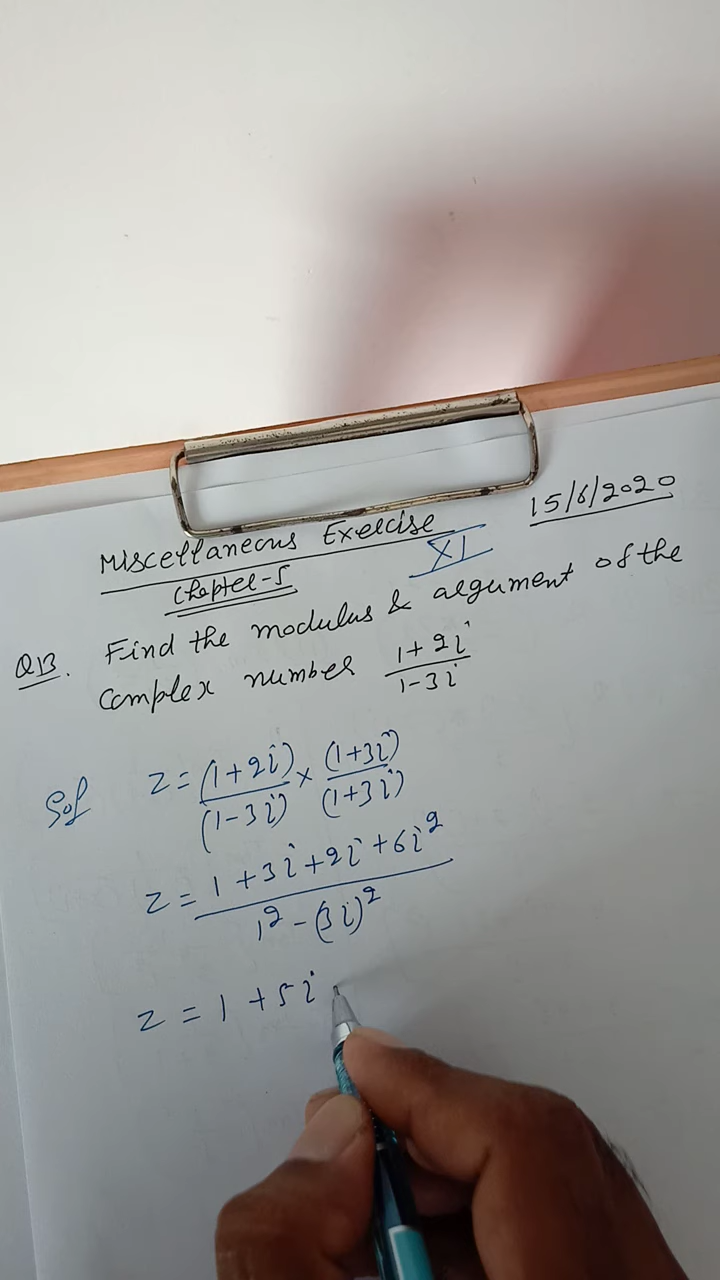 Miscellaneous Exercise 15/6/2020
Chapter-5 XI
Q13. Find the modulus & argument of the
Complex number (1+2i)/(1-3i)
Sol z = (1+2i)/(1-3i) × (1+3i)/(1+3i)
z = (1+3i+2i+6i²)/(1²-(3i)²)
z = 1+5i